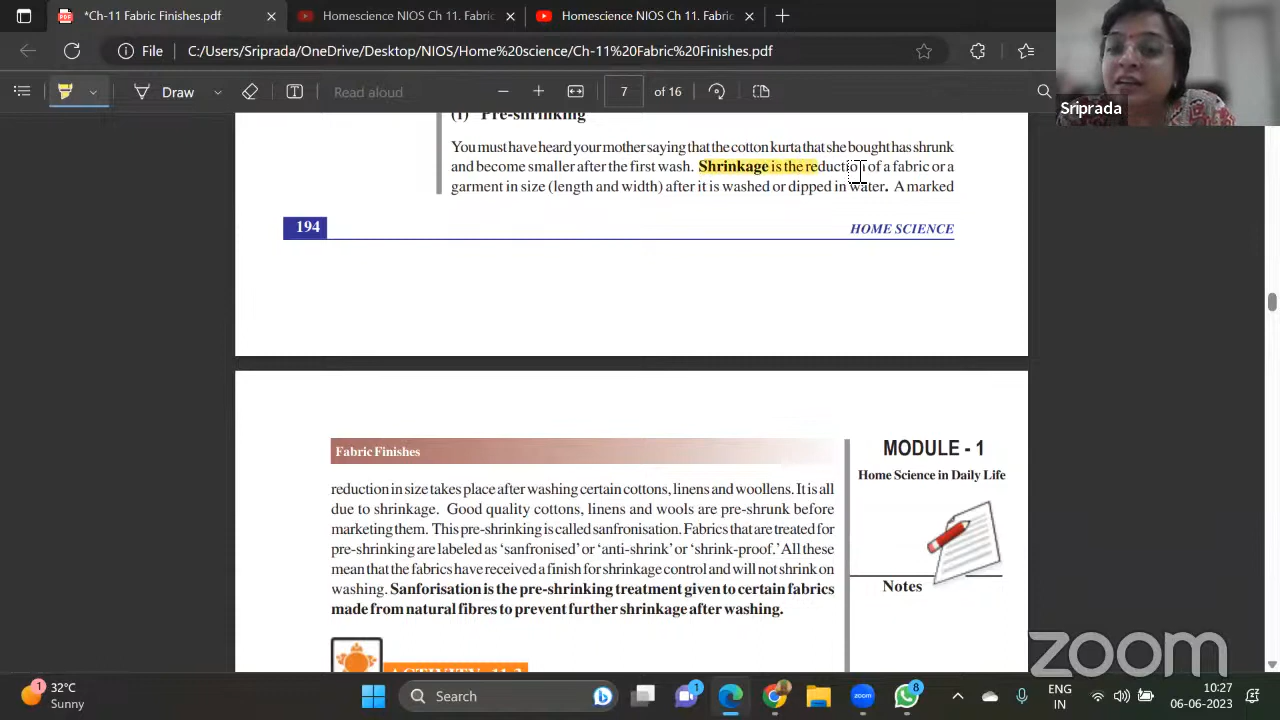 *Ch-11 Fabric Finishes.pdf
Homescience NIOS Ch 11. Fabric
Homescience NIOS Ch 11. Fabric
File
C:/Users/Sriprada/OneDrive/Desktop/NIOS/Home%20science/Ch-11%20Fabric%20Finishes.pdf
Draw
Read aloud
7
of 16
Sriprada
(1) Pre-shrinking
You must have heard your mother saying that the cotton kurta that she bought has shrunk
and become smaller after the first wash. Shrinkage is the reduction of a fabric or a
garment in size (length and width) after it is washed or dipped in water. A marked
194
HOME SCIENCE
Fabric Finishes
MODULE - 1
Home Science in Daily Life
Notes
reduction in size takes place after washing certain cottons, linens and woollens. It is all
due to shrinkage. Good quality cottons, linens and wools are pre-shrunk before
marketing them. This pre-shrinking is called sanfronisation. Fabrics that are treated for
pre-shrinking are labeled as ‘sanfronised’ or ‘anti-shrink’ or ‘shrink-proof.’ All these
mean that the fabrics have received a finish for shrinkage control and will not shrink on
washing. Sanforisation is the pre-shrinking treatment given to certain fabrics
made from natural fibres to prevent further shrinkage after washing.
zoom
1
32°C
Sunny
Search
1
zoom
8
ENG
IN
10:27
06-06-2023